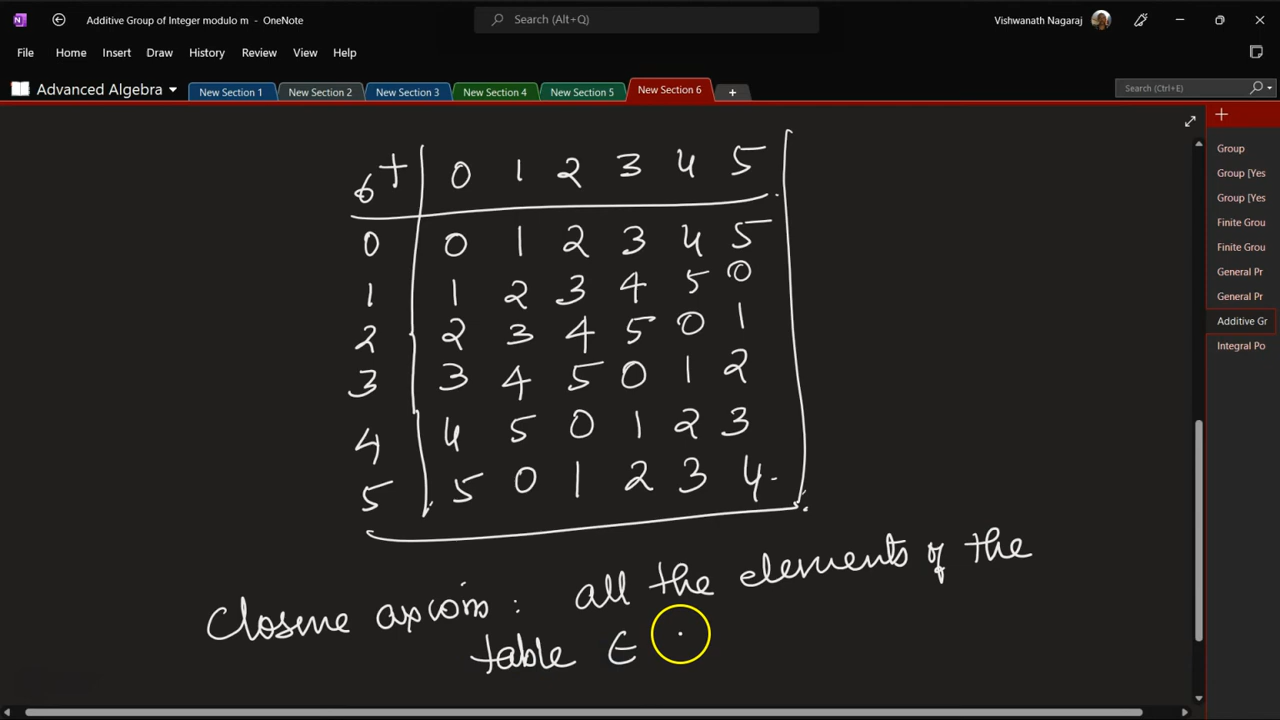 Additive Group of Integer modulo m - OneNote
Search (Alt+Q)
Vishwanath Nagaraj
File Home Insert Draw History Review View Help
Advanced Algebra
New Section 1 New Section 2 New Section 3 New Section 4 New Section 5 New Section 6 +
Search (Ctrl+E)
Group
Group [Yes
Group [Yes
Finite Grou
Finite Grou
General Pr
General Pr
Additive Gr
Integral Po
6+ 0 1 2 3 4 5
0 0 1 2 3 4 5
1 1 2 3 4 5 0
2 2 3 4 5 0 1
3 3 4 5 0 1 2
4 4 5 0 1 2 3
5 5 0 1 2 3 4
Closure axiom : all the elements of the
table ∈